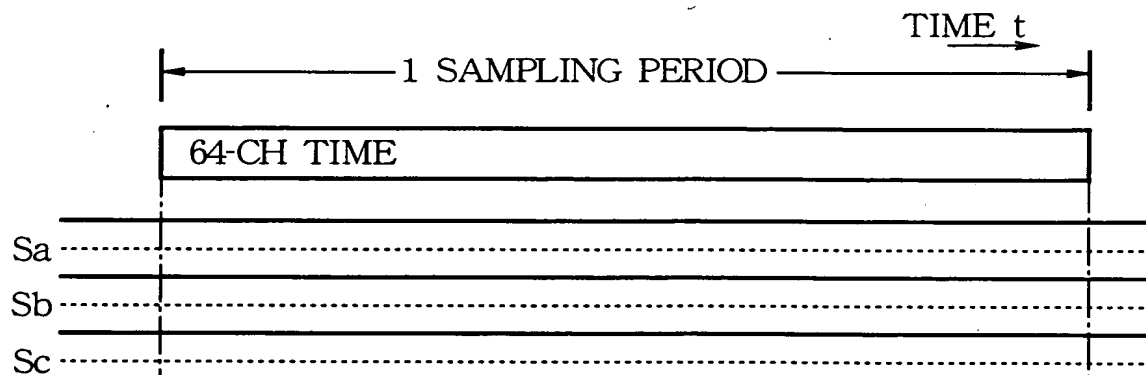 TIME t
1 SAMPLING PERIOD
64-CH TIME
Sa
Sb
Sc